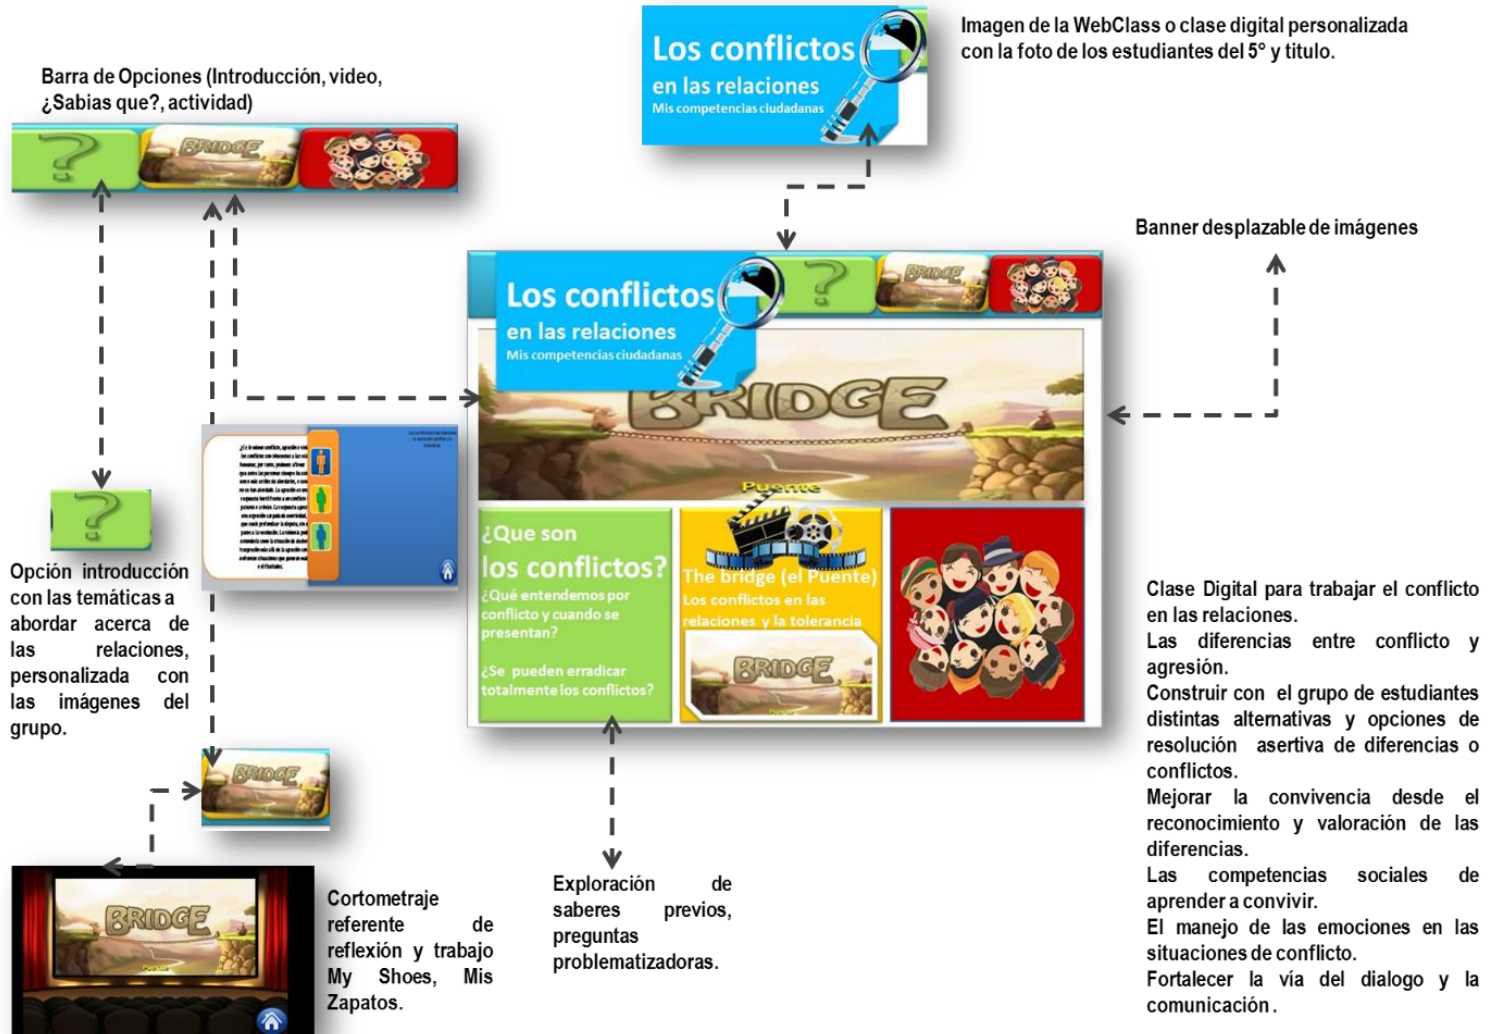 Los conflictos
en las relaciones
Mis competencias ciudadanas
Imagen de la WebClass o clase digital personalizada
con la foto de los estudiantes del 5° y titulo.
Barra de Opciones (Introducción, video,
¿Sabias que?, actividad)
?
BRIDGE
Banner desplazable de imágenes
Los conflictos
en las relaciones
Mis competencias ciudadanas
?
BRIDGE
BRIDGE
Puente
¿Que son
los conflictos?
¿Qué entendemos por
conflicto y cuando se
presentan?
¿Se pueden erradicar
totalmente los conflictos?
The bridge (el Puente)
Los conflictos en las
relaciones y la tolerancia
BRIDGE
?
Opción introducción
con las temáticas a
abordar acerca de
las relaciones,
personalizada con
las imágenes del
grupo.
BRIDGE
BRIDGE
Puente
Cortometraje
referente de
reflexión y trabajo
My Shoes, Mis
Zapatos.
Exploración de
saberes previos,
preguntas
problematizadoras.
Clase Digital para trabajar el conflicto
en las relaciones.
Las diferencias entre conflicto y
agresión.
Construir con el grupo de estudiantes
distintas alternativas y opciones de
resolución asertiva de diferencias o
conflictos.
Mejorar la convivencia desde el
reconocimiento y valoración de las
diferencias.
Las competencias sociales de
aprender a convivir.
El manejo de las emociones en las
situaciones de conflicto.
Fortalecer la vía del dialogo y la
comunicación .